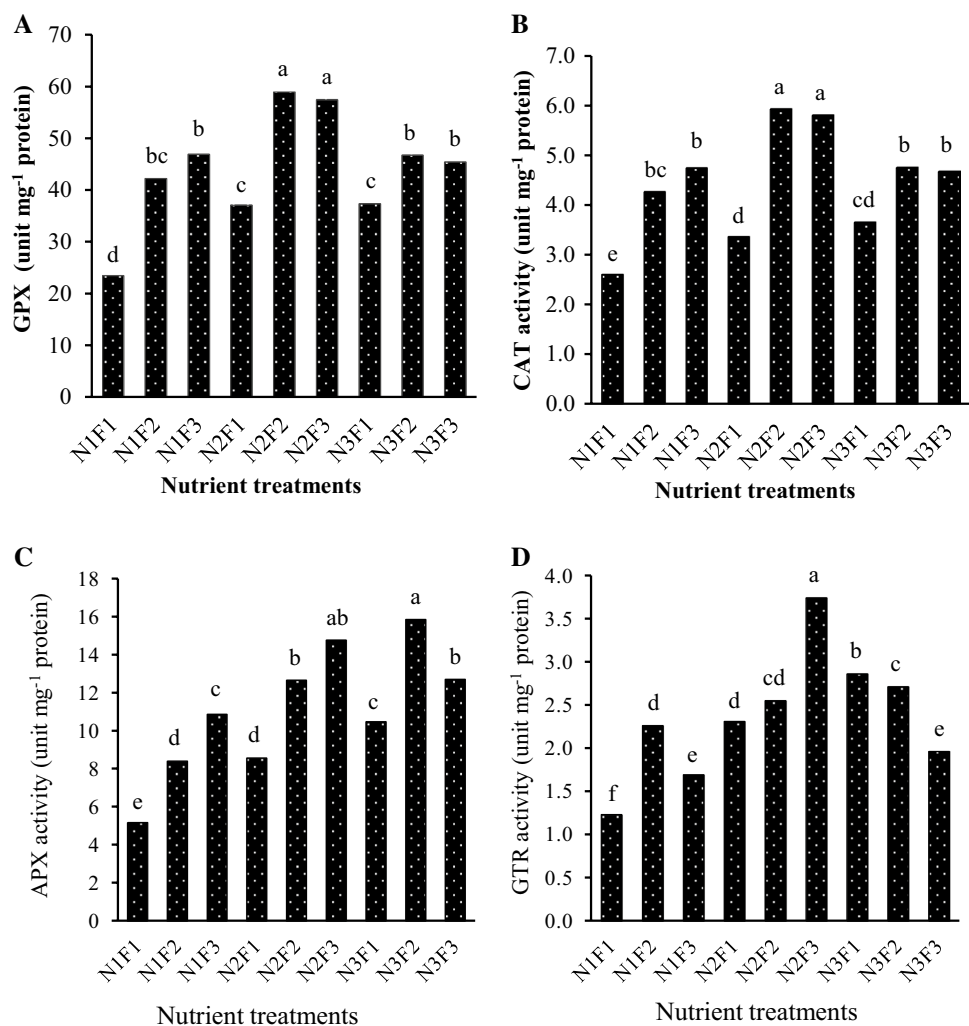 A
GPX (unit mg-1 protein)
70
60
50
40
30
20
10
0
d
bc
b
c
a
a
c
b
b
N1F1
N1F2
N1F3
N2F1
N2F2
N2F3
N3F1
N3F2
N3F3
Nutrient treatments
B
CAT activity (unit mg-1 protein)
7.0
6.0
5.0
4.0
3.0
2.0
1.0
0.0
e
bc
b
d
a
a
cd
b
b
N1F1
N1F2
N1F3
N2F1
N2F2
N2F3
N3F1
N3F2
N3F3
Nutrient treatments
C
APX activity (unit mg-1 protein)
18
16
14
12
10
8
6
4
2
0
e
d
c
d
b
ab
c
a
b
N1F1
N1F2
N1F3
N2F1
N2F2
N2F3
N3F1
N3F2
N3F3
Nutrient treatments
D
GTR activity (unit mg-1 protein)
4.0
3.5
3.0
2.5
2.0
1.5
1.0
0.5
0.0
f
d
e
d
cd
a
b
c
e
N1F1
N1F2
N1F3
N2F1
N2F2
N2F3
N3F1
N3F2
N3F3
Nutrient treatments